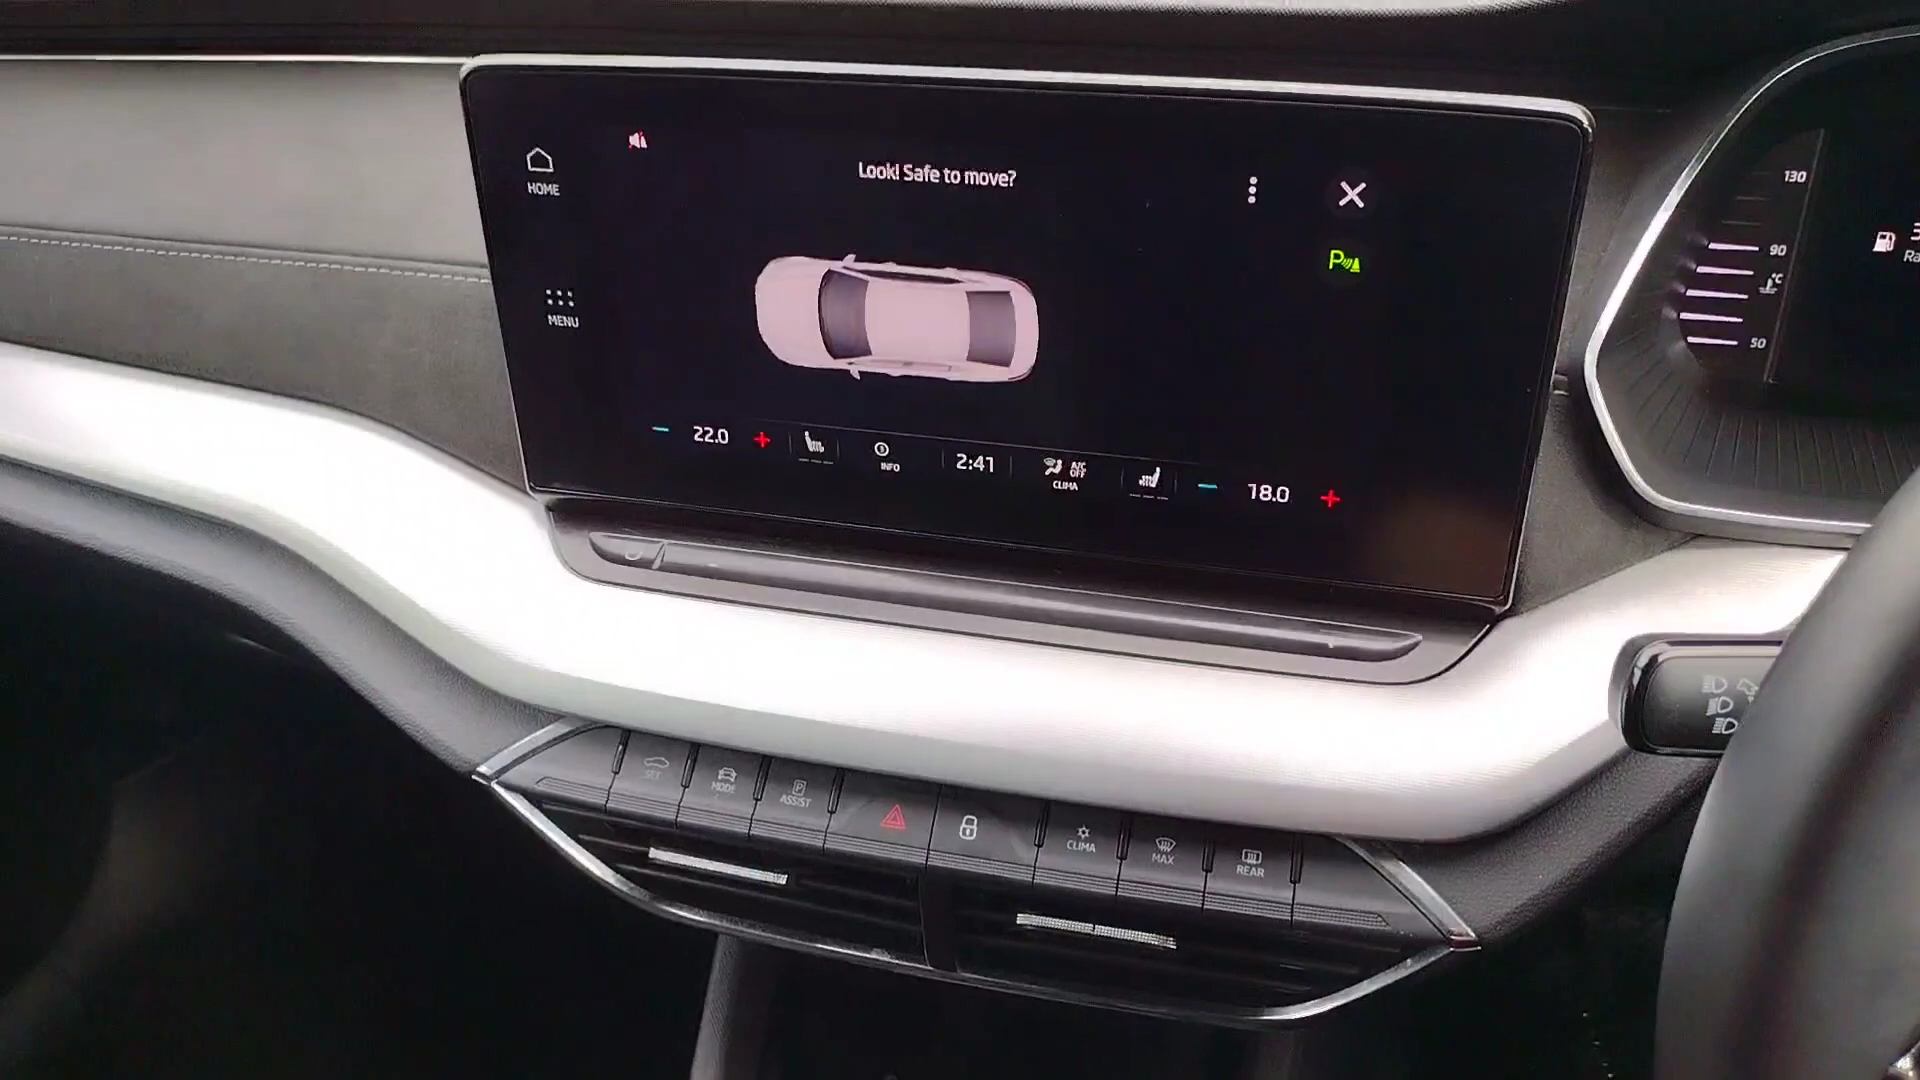 HOME
Look! Safe to move?
P
MENU
22.0
INFO
2:41
A/C
OFF
CLIMA
18.0
130
90
°C
50
SET
MODE
P
ASSIST
CLIMA
MAX
REAR